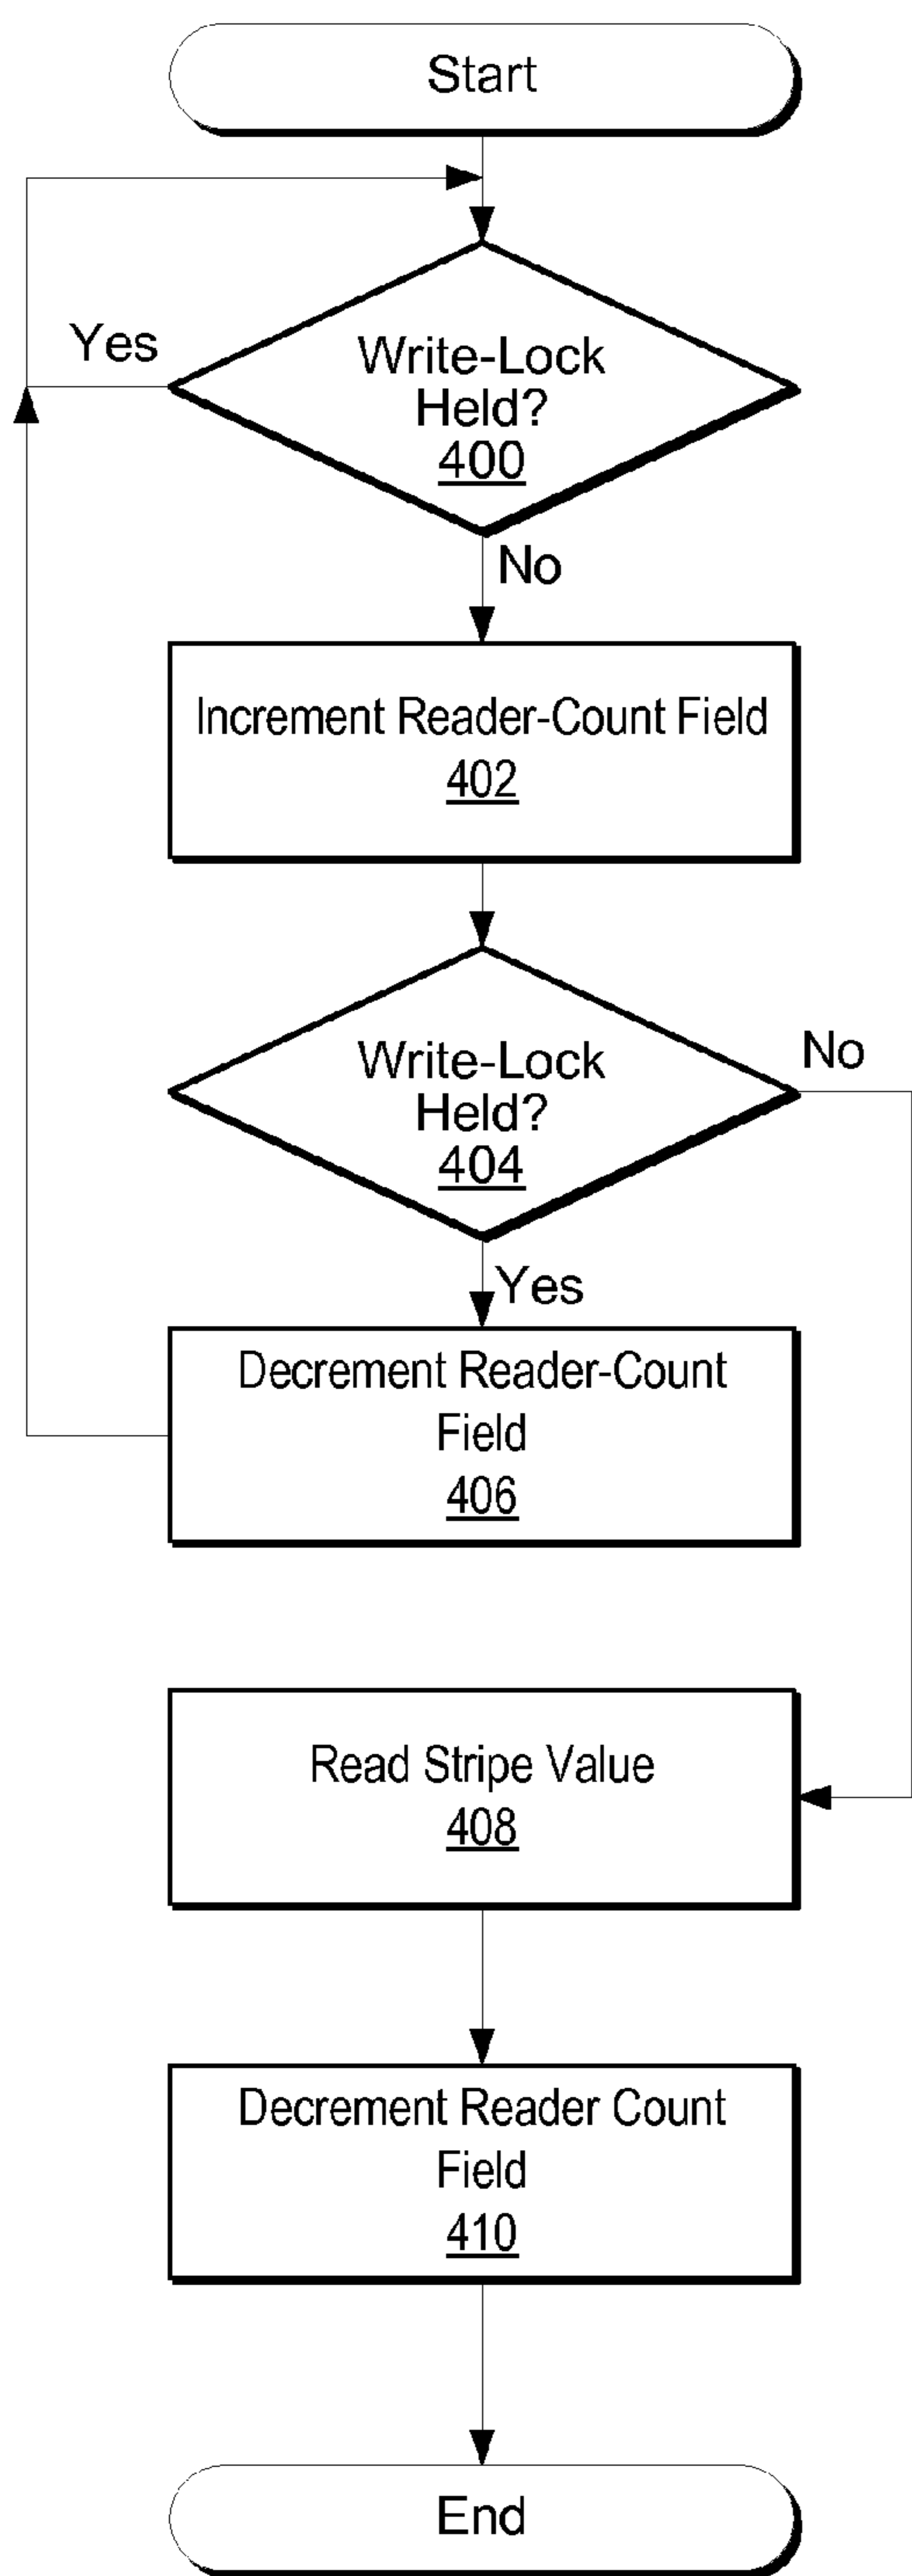 Start
Yes
Write-Lock
Held?
400
No
Increment Reader-Count Field
402
Write-Lock
Held?
404
No
Yes
Decrement Reader-Count
Field
406
Read Stripe Value
408
Decrement Reader Count
Field
410
End